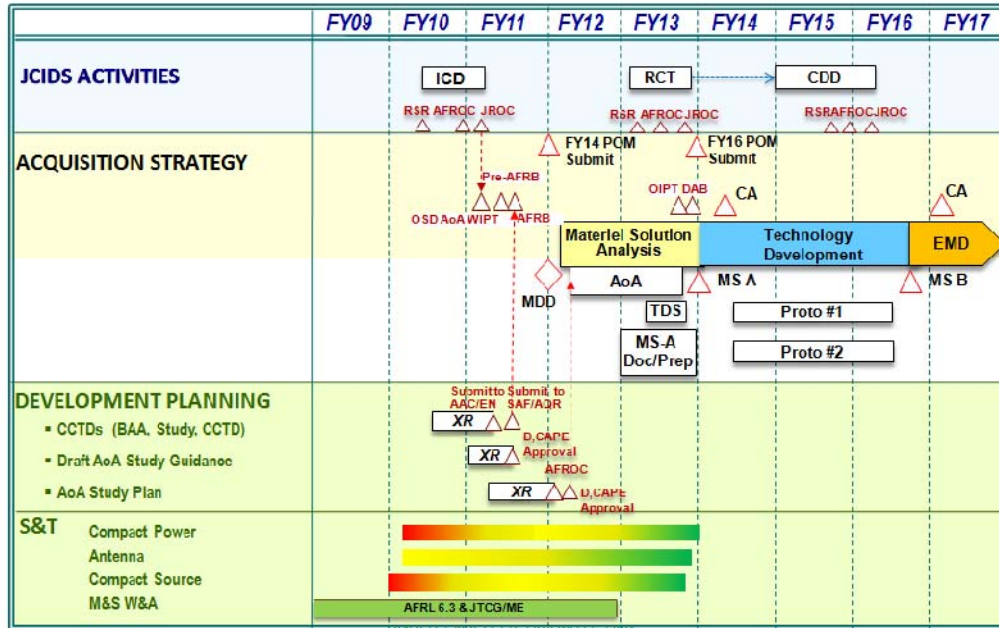 FY09 FY10 FY11 FY12 FY13 FY14 FY15 FY16 FY17
JCIDS ACTIVITIES
ICD
RCT
CDD
RSR AFROC JROC
RSR AFROC JROC
RSRAFROCJROC
ACQUISITION STRATEGY
FY14 POM
Submit
FY16 POM
Submit
Pre-AFRB
OSD AoA WIPT
AFRB
OIPT DAB
CA
CA
Materiel Solution
Analysis
Technology
Development
EMD
MDD
AoA
MS A
MS B
TDS
Proto #1
MS-A
Doc/Prep
Proto #2
DEVELOPMENT PLANNING
Submit to Submit to
AAC/EN SAF/AQR
▪ CCTDs (BAA, Study, CCTD)
XR
D,CAPE
Approval
▪ Draft AoA Study Guidance
XR
AFROC
▪ AoA Study Plan
XR
D,CAPE
Approval
S&T
Compact Power
Antenna
Compact Source
M&S W&A
AFRL 6.3 & JTCG/ME